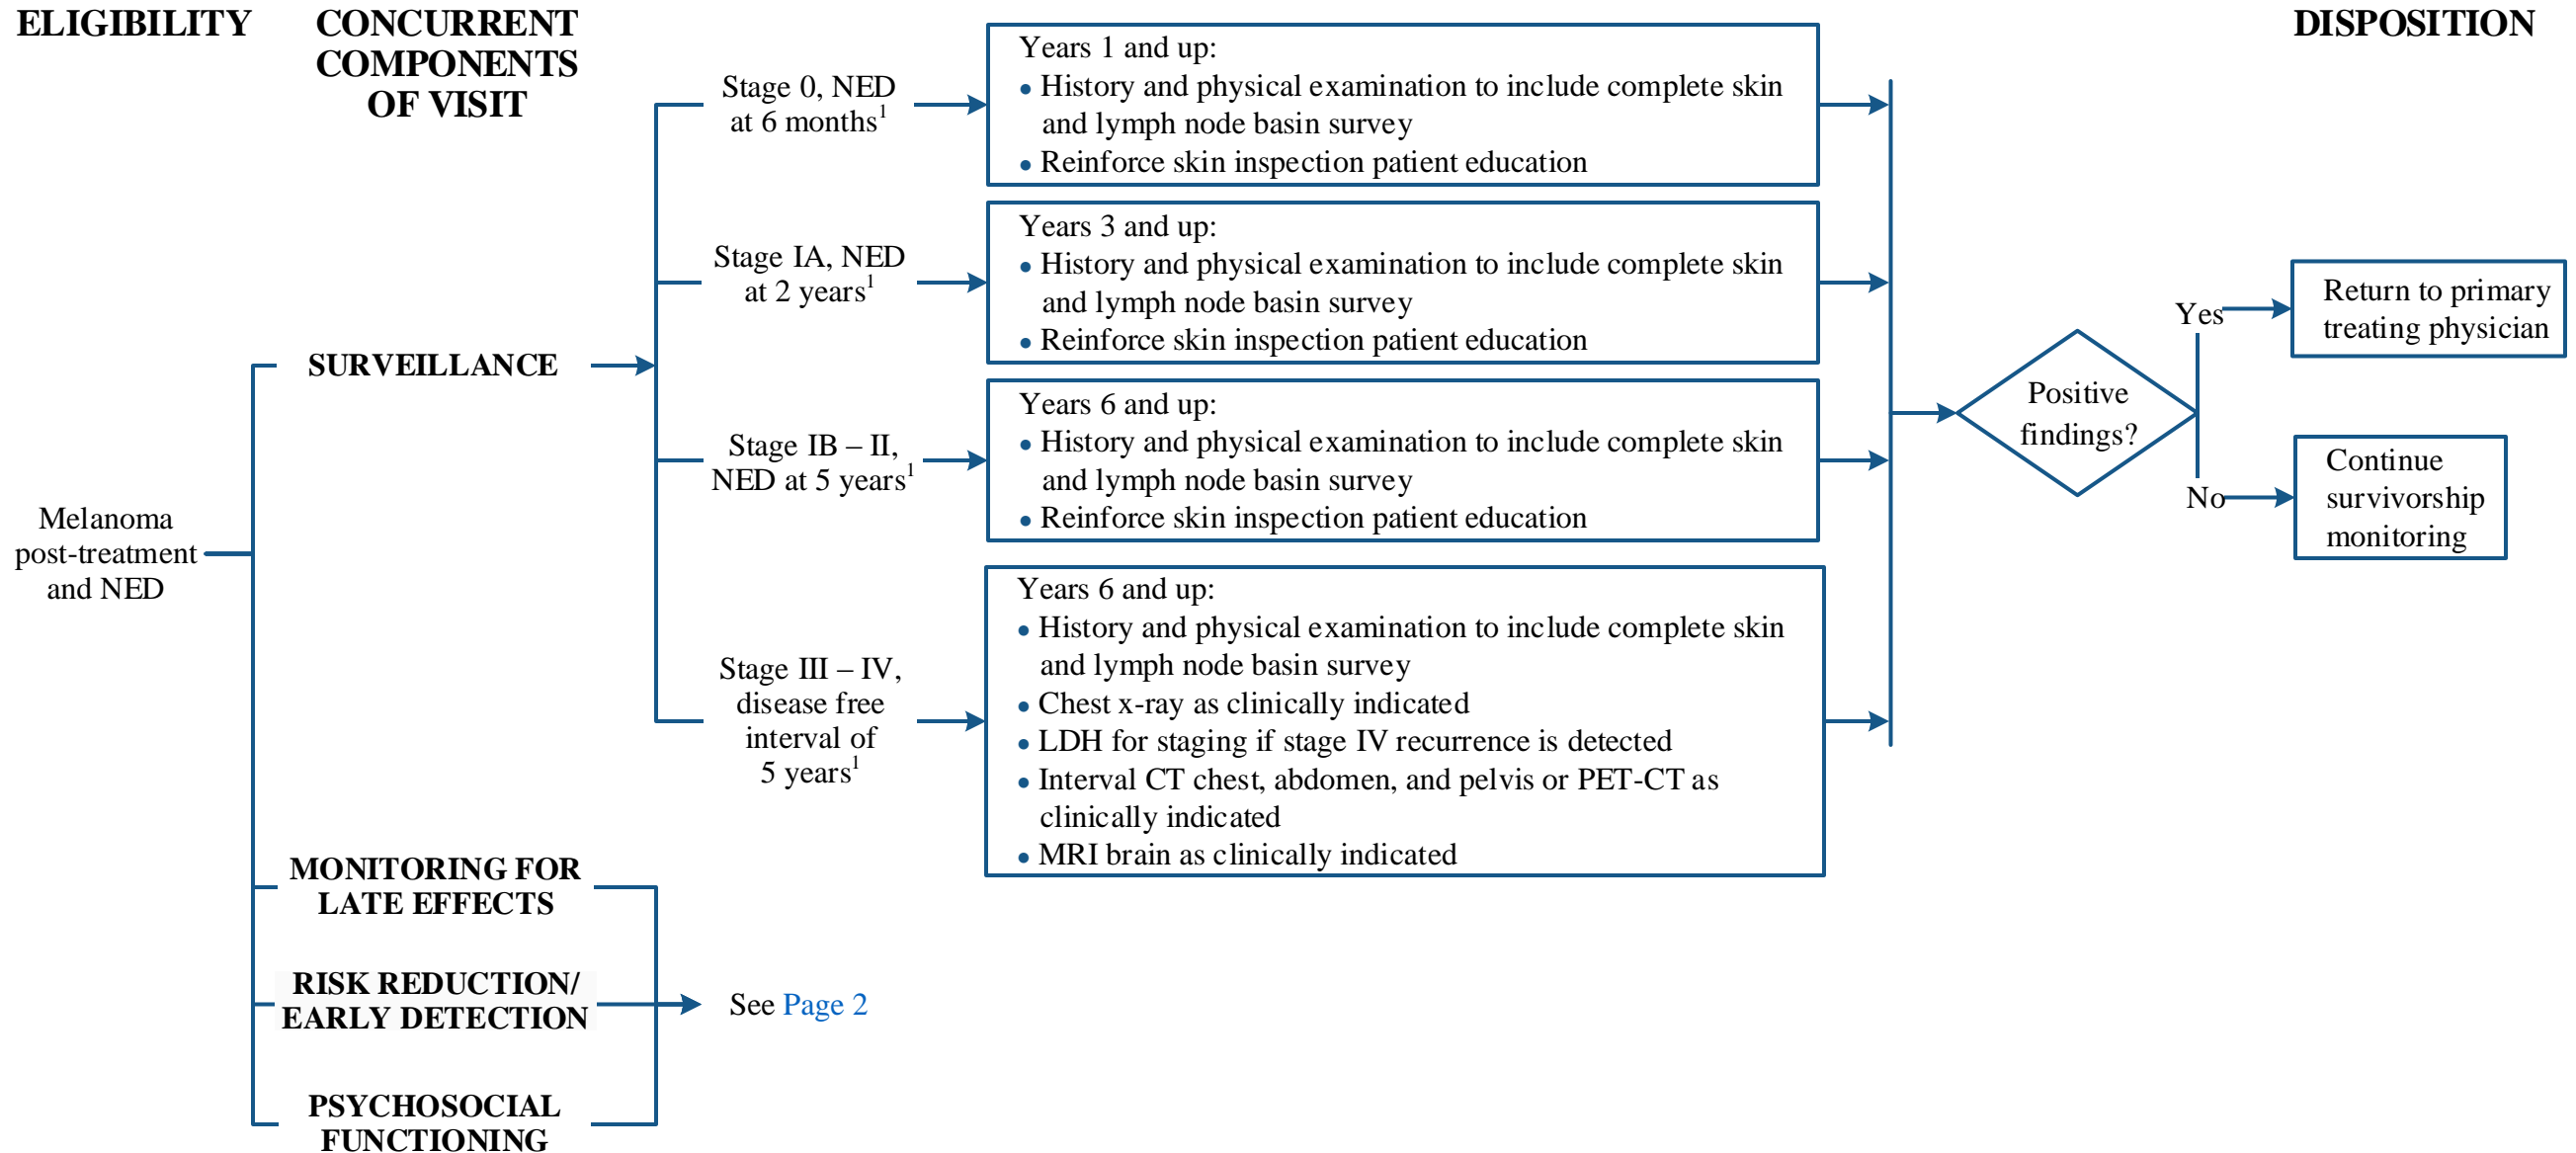 ELIGIBILITY
CONCURRENT
COMPONENTS
OF VISIT
DISPOSITION
Melanoma
post-treatment
and NED
SURVEILLANCE
Stage 0, NED
at 6 months¹
Years 1 and up:
• History and physical examination to include complete skin
and lymph node basin survey
• Reinforce skin inspection patient education
Stage IA, NED
at 2 years¹
Years 3 and up:
• History and physical examination to include complete skin
and lymph node basin survey
• Reinforce skin inspection patient education
Stage IB – II,
NED at 5 years¹
Years 6 and up:
• History and physical examination to include complete skin
and lymph node basin survey
• Reinforce skin inspection patient education
Stage III – IV,
disease free
interval of
5 years¹
Years 6 and up:
• History and physical examination to include complete skin
and lymph node basin survey
• Chest x-ray as clinically indicated
• LDH for staging if stage IV recurrence is detected
• Interval CT chest, abdomen, and pelvis or PET-CT as
clinically indicated
• MRI brain as clinically indicated
Positive
findings?
Yes
Return to primary
treating physician
No
Continue
survivorship
monitoring
MONITORING FOR
LATE EFFECTS
RISK REDUCTION/
EARLY DETECTION
PSYCHOSOCIAL
FUNCTIONING
See Page 2